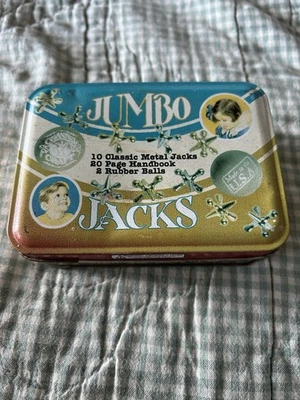 JUMBO
10 Classic Metal Jacks
20 Page Handbook
2 Rubber Balls
U.S.A.
JACKS